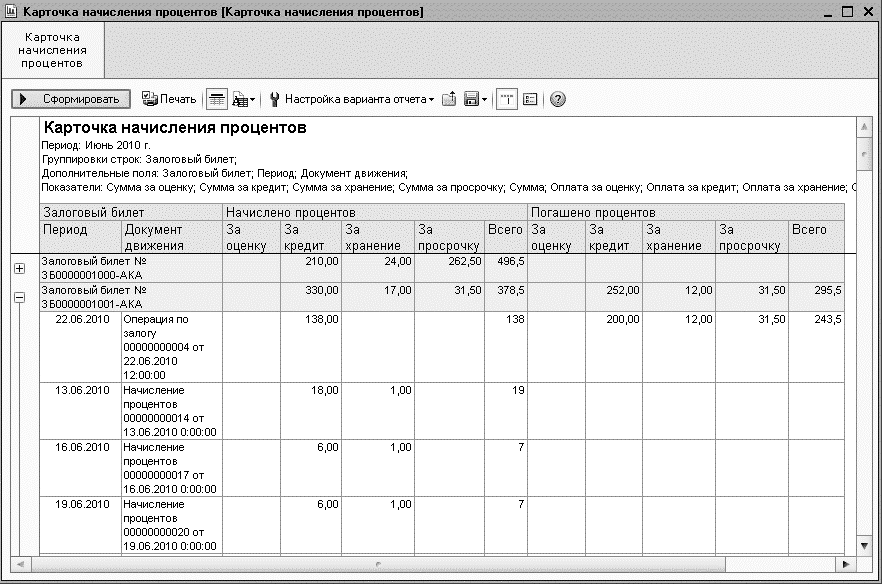 Карточка начисления процентов [Карточка начисления процентов]
Карточка
начисления
процентов
Сформировать Печать Настройка варианта отчета
Карточка начисления процентов
Период: Июнь 2010 г.
Группировки строк: Залоговый билет;
Дополнительные поля: Залоговый билет; Период; Документ движения;
Показатели: Сумма за оценку; Сумма за кредит; Сумма за хранение; Сумма за просрочку; Сумма; Оплата за оценку; Оплата за кредит; Оплата за хранение;
Залоговый билет Начислено процентов Погашено процентов
Период Документ За За За За Всего За За За За Всего
движения оценку кредит хранение просрочку оценку кредит хранение просрочку
Залоговый билет № 210,00 24,00 262,50 496,5
ЗБ0000001000-АКА
Залоговый билет № 330,00 17,00 31,50 378,5 252,00 12,00 31,50 295,5
ЗБ0000001001-АКА
22.06.2010 Операция по 138,00 138 200,00 12,00 31,50 243,5
залогу
00000000004 от
22.06.2010
12:00:00
13.06.2010 Начисление 18,00 1,00 19
процентов
00000000014 от
13.06.2010 0:00:00
16.06.2010 Начисление 6,00 1,00 7
процентов
00000000017 от
16.06.2010 0:00:00
19.06.2010 Начисление 6,00 1,00 7
процентов
00000000020 от
19.06.2010 0:00:00